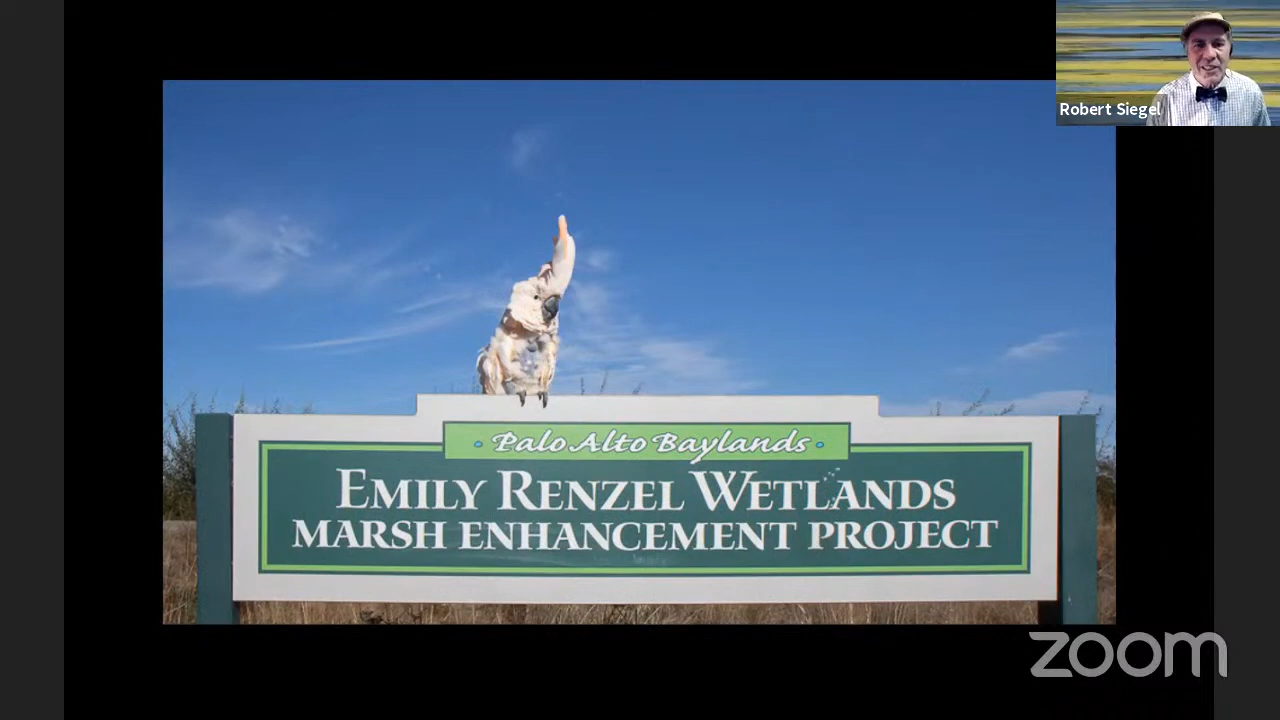 Robert Siegel
Palo Alto Baylands
EMILY RENZEL WETLANDS
MARSH ENHANCEMENT PROJECT
zoom